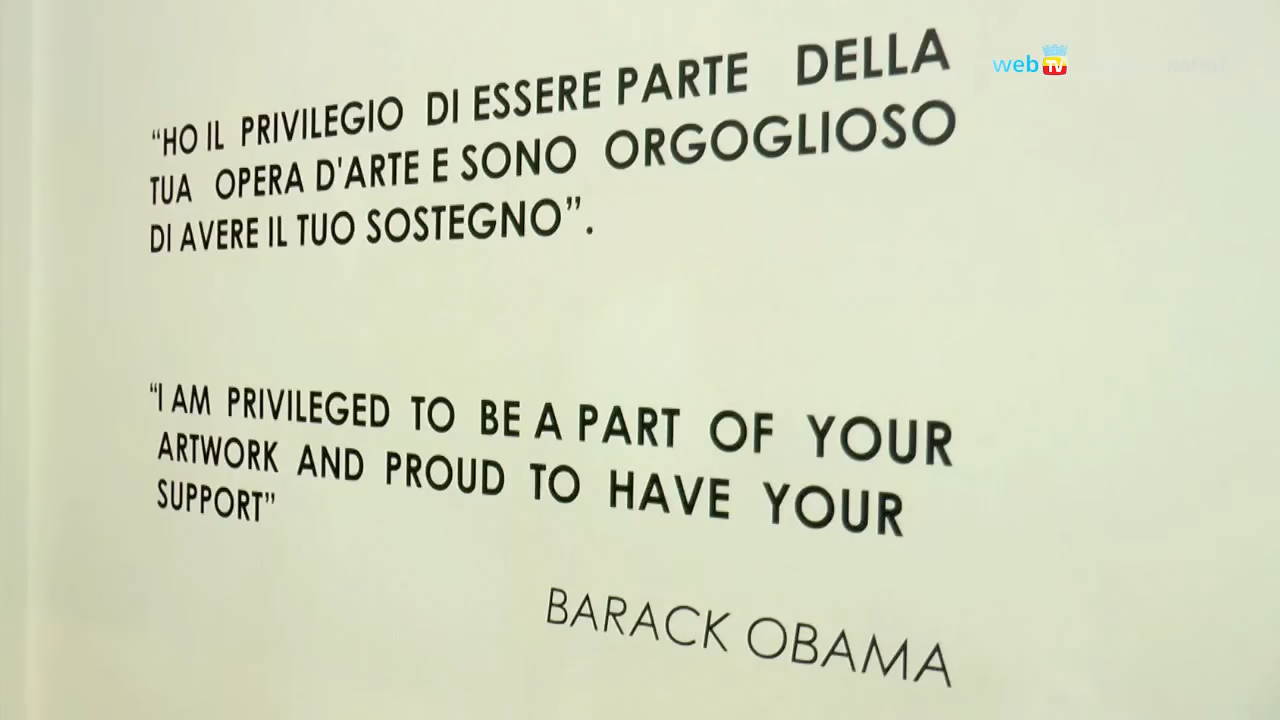 “HO IL PRIVILEGIO DI ESSERE PARTE DELLA
TUA OPERA D'ARTE E SONO ORGOGLIOSO
DI AVERE IL TUO SOSTEGNO”.
“I AM PRIVILEGED TO BE A PART OF YOUR
ARTWORK AND PROUD TO HAVE YOUR
SUPPORT”
BARACK OBAMA
web TV